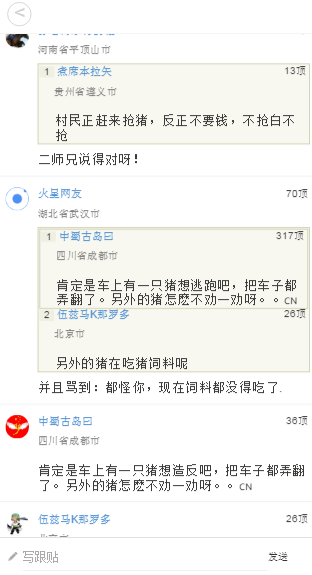 河南省平顶山市
1 煮席本拉矢 13顶
贵州省遵义市
村民正赶来抢猪，反正不要钱，不抢白不
抢
二师兄说得对呀！
火星网友 70顶
湖北省武汉市
1 中蜀古岛曰 317顶
四川省成都市
肯定是车上有一只猪想逃跑吧，把车子都
弄翻了。另外的猪怎麽不劝一劝呀。。CN
2 伍兹马K那罗多 26顶
北京市
另外的猪在吃猪饲料呢
并且骂到：都怪你，现在饲料都没得吃了.
中蜀古岛曰 36顶
四川省成都市
肯定是车上有一只猪想造反吧，把车子都弄翻
了。另外的猪怎麽不劝一劝呀。。CN
伍兹马K那罗多 26顶
写跟贴 发送